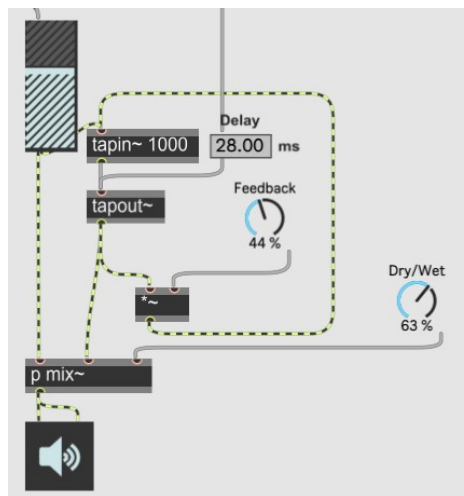 Delay
tapin~ 1000
28.00 ms
tapout~
Feedback
44 %
*~
Dry/Wet
63 %
p mix~